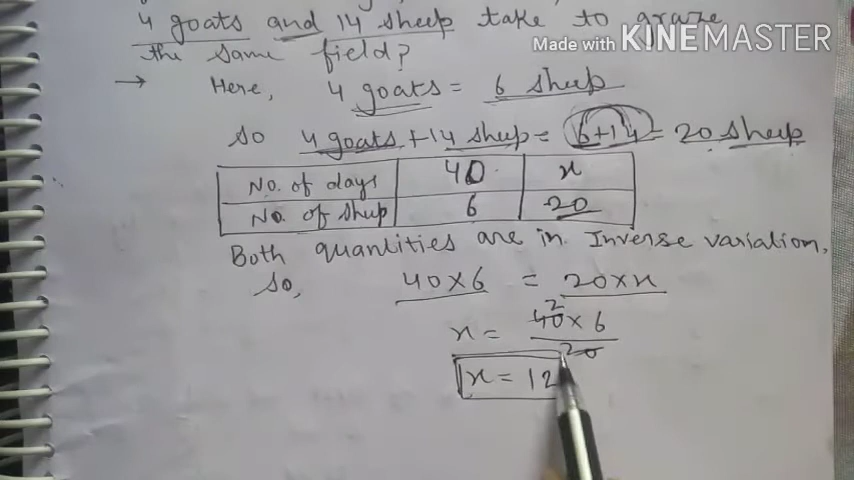 4 goats and 14 sheep take to graze
the same field?
Made with KINEMASTER
→ Here, 4 goats = 6 sheep
so 4 goats + 14 sheep = 6+14 = 20 sheep
No. of days 40 x
No. of sheep 6 20
Both quantities are in Inverse variation,
So, 40×6 = 20×x
x = 40×6 / 20
2
x = 12